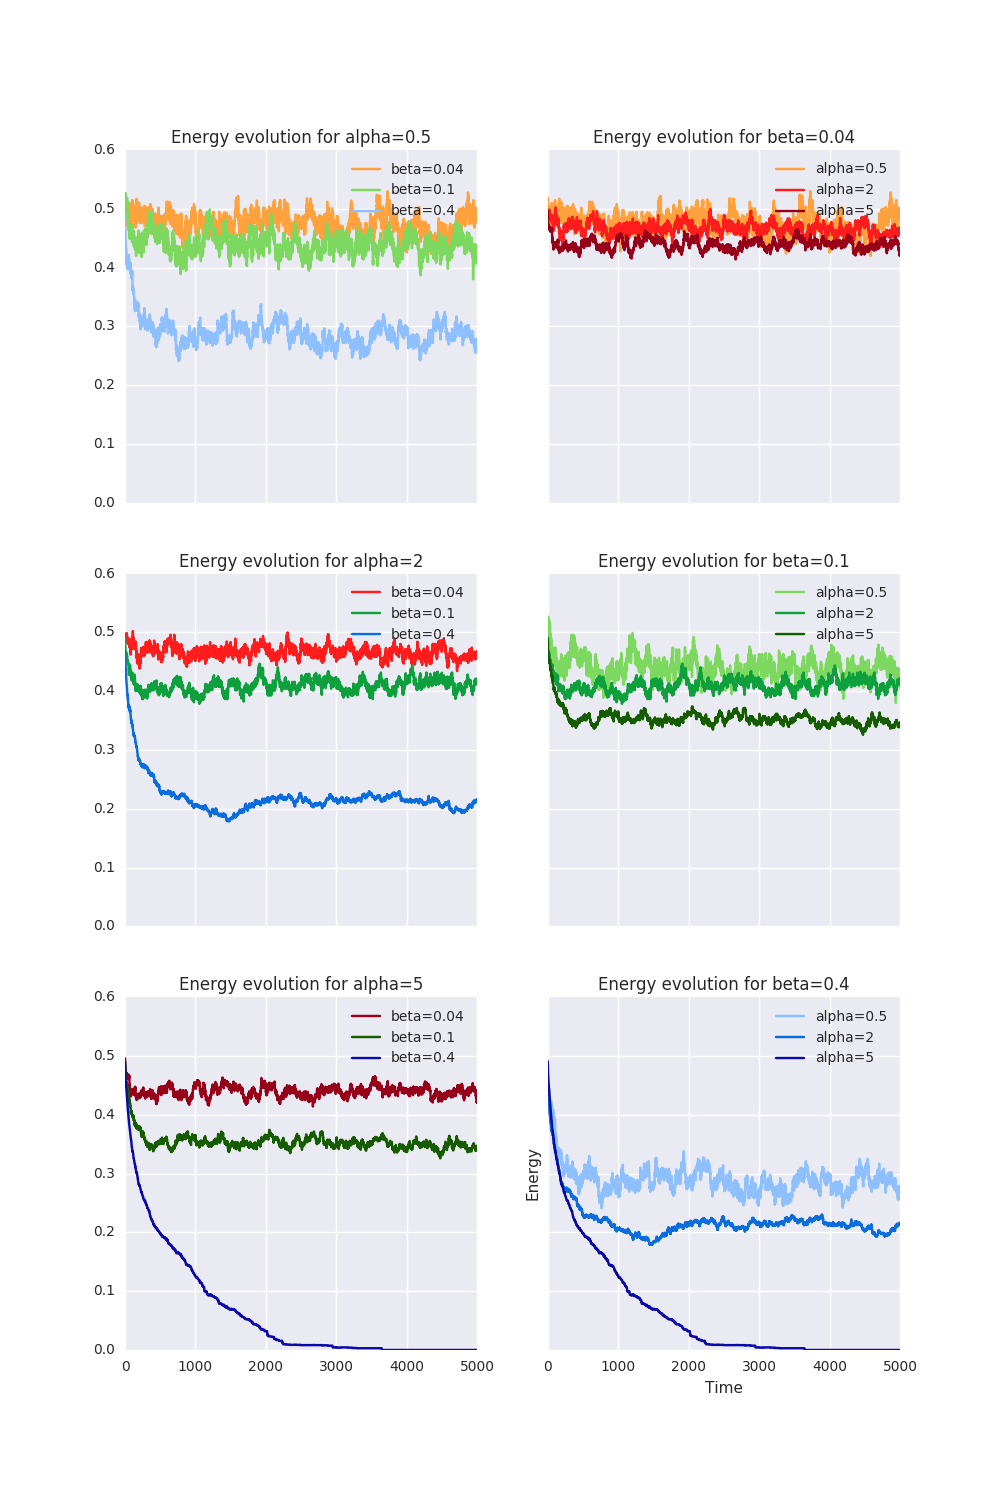 Energy evolution for alpha=0.5
0.6
0.5
0.4
0.3
0.2
0.1
0.0
beta=0.04
beta=0.1
beta=0.4
Energy evolution for beta=0.04
alpha=0.5
alpha=2
alpha=5
Energy evolution for alpha=2
0.6
0.5
0.4
0.3
0.2
0.1
0.0
beta=0.04
beta=0.1
beta=0.4
Energy evolution for beta=0.1
alpha=0.5
alpha=2
alpha=5
Energy evolution for alpha=5
0.6
0.5
0.4
0.3
0.2
0.1
0.0
beta=0.04
beta=0.1
beta=0.4
0 1000 2000 3000 4000 5000
Energy evolution for beta=0.4
alpha=0.5
alpha=2
alpha=5
Energy
0 1000 2000 3000 4000 5000
Time